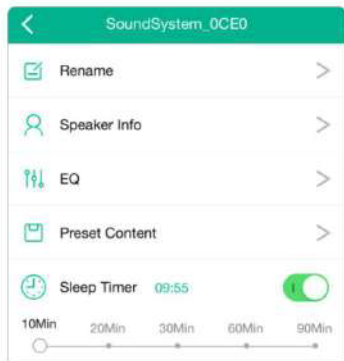 SoundSystem_0CE0
Rename
Speaker Info
EQ
Preset Content
Sleep Timer 09:55
10Min 20Min 30Min 60Min 90Min